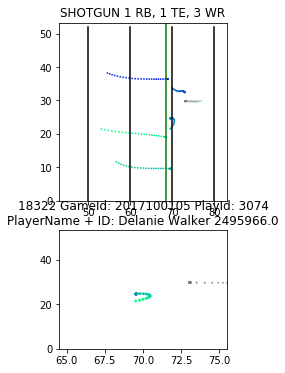 SHOTGUN 1 RB, 1 TE, 3 WR
50
40
30
20
10
0
50 60 70 80
18322 GameId: 2017100105 PlayId: 3074
PlayerName + ID: Delanie Walker 2495966.0
40
20
0
65.0 67.5 70.0 72.5 75.0